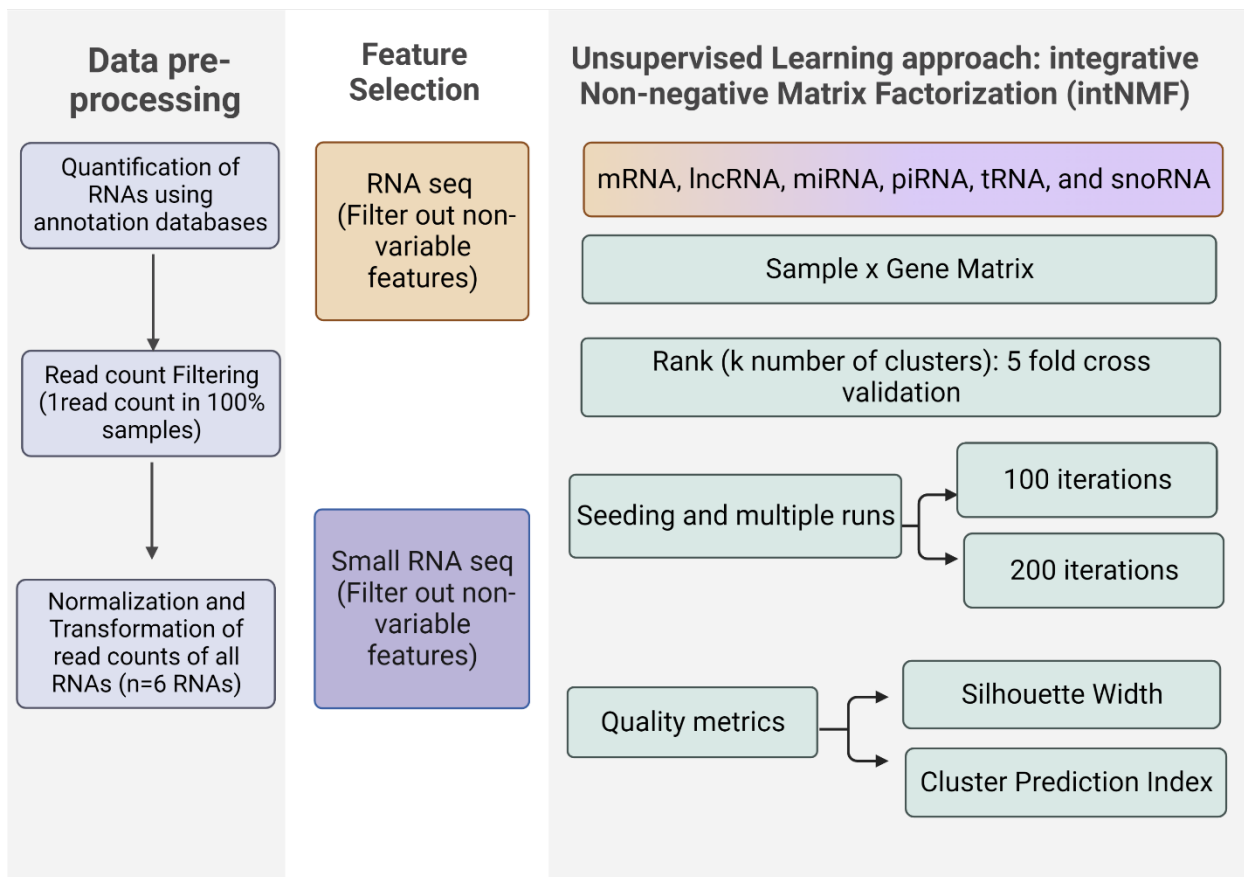 Data pre-
processing
Quantification of
RNAs using
annotation databases
Read count Filtering
(1read count in 100%
samples)
Normalization and
Transformation of
read counts of all
RNAs (n=6 RNAs)
Feature
Selection
RNA seq
(Filter out non-
variable
features)
Small RNA seq
(Filter out non-
variable
features)
Unsupervised Learning approach: integrative
Non-negative Matrix Factorization (intNMF)
mRNA, lncRNA, miRNA, piRNA, tRNA, and snoRNA
Sample x Gene Matrix
Rank (k number of clusters): 5 fold cross
validation
Seeding and multiple runs
100 iterations
200 iterations
Quality metrics
Silhouette Width
Cluster Prediction Index